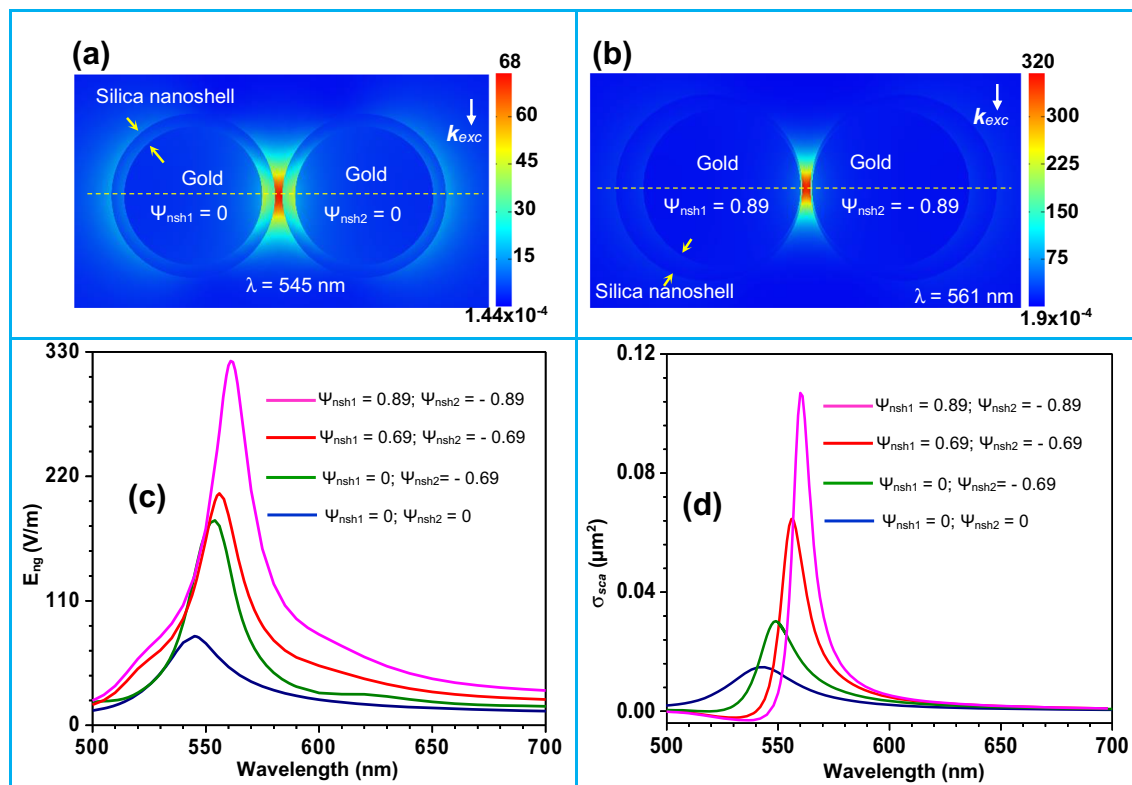 (a)
68
60
45
30
15
1.44x10⁻⁴
Silica nanoshell
k_exc
Gold
Gold
Ψnsh1 = 0
Ψnsh2 = 0
λ = 545 nm
(b)
320
300
225
150
75
1.9x10⁻⁴
k_exc
Gold
Gold
Ψnsh1 = 0.89
Ψnsh2 = - 0.89
Silica nanoshell
λ = 561 nm
330
220
110
0
E_ng (V/m)
(c)
Ψnsh1 = 0.89; Ψnsh2 = - 0.89
Ψnsh1 = 0.69; Ψnsh2 = - 0.69
Ψnsh1 = 0; Ψnsh2= - 0.69
Ψnsh1 = 0; Ψnsh2 = 0
500 550 600 650 700
Wavelength (nm)
0.12
0.08
0.04
0.00
σ_sca (µm²)
(d)
Ψnsh1 = 0.89; Ψnsh2 = - 0.89
Ψnsh1 = 0.69; Ψnsh2 = - 0.69
Ψnsh1 = 0; Ψnsh2= - 0.69
Ψnsh1 = 0; Ψnsh2 = 0
500 550 600 650 700
Wavelength (nm)